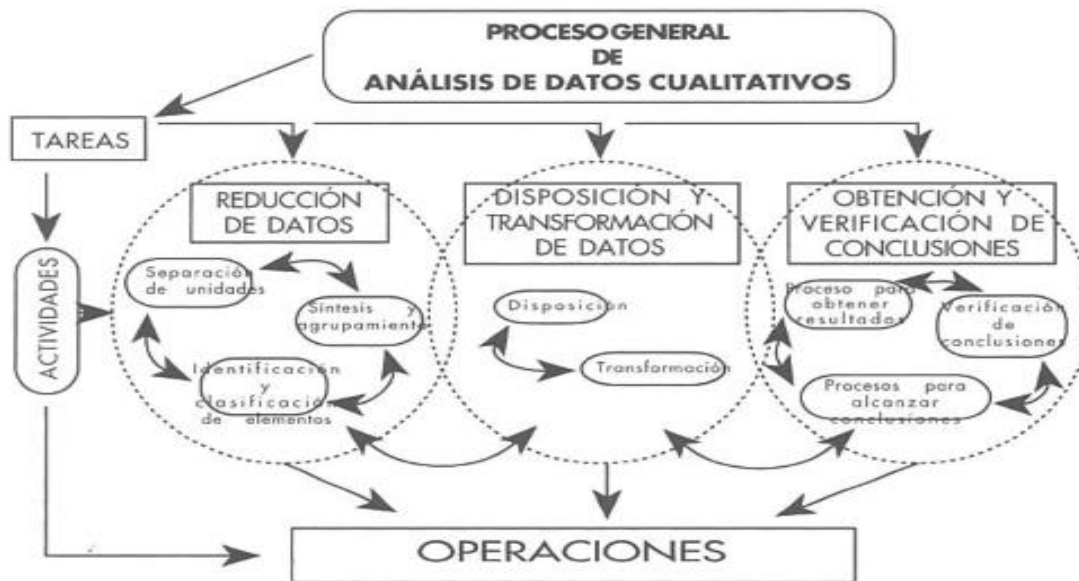 PROCESO GENERAL
DE
ANÁLISIS DE DATOS CUALITATIVOS
TAREAS
REDUCCIÓN
DE DATOS
DISPOSICIÓN Y
TRANSFORMACIÓN
DE DATOS
OBTENCIÓN Y
VERIFICACIÓN DE
CONCLUSIONES
ACTIVIDADES
Separación
de unidades
Síntesis y
agrupamiento
Identificación
y
clasificación
de elementos
Disposición
Transformación
Proceso para
obtener
resultados
Verificación
de
conclusiones
Procesos para
alcanzar
conclusiones
OPERACIONES